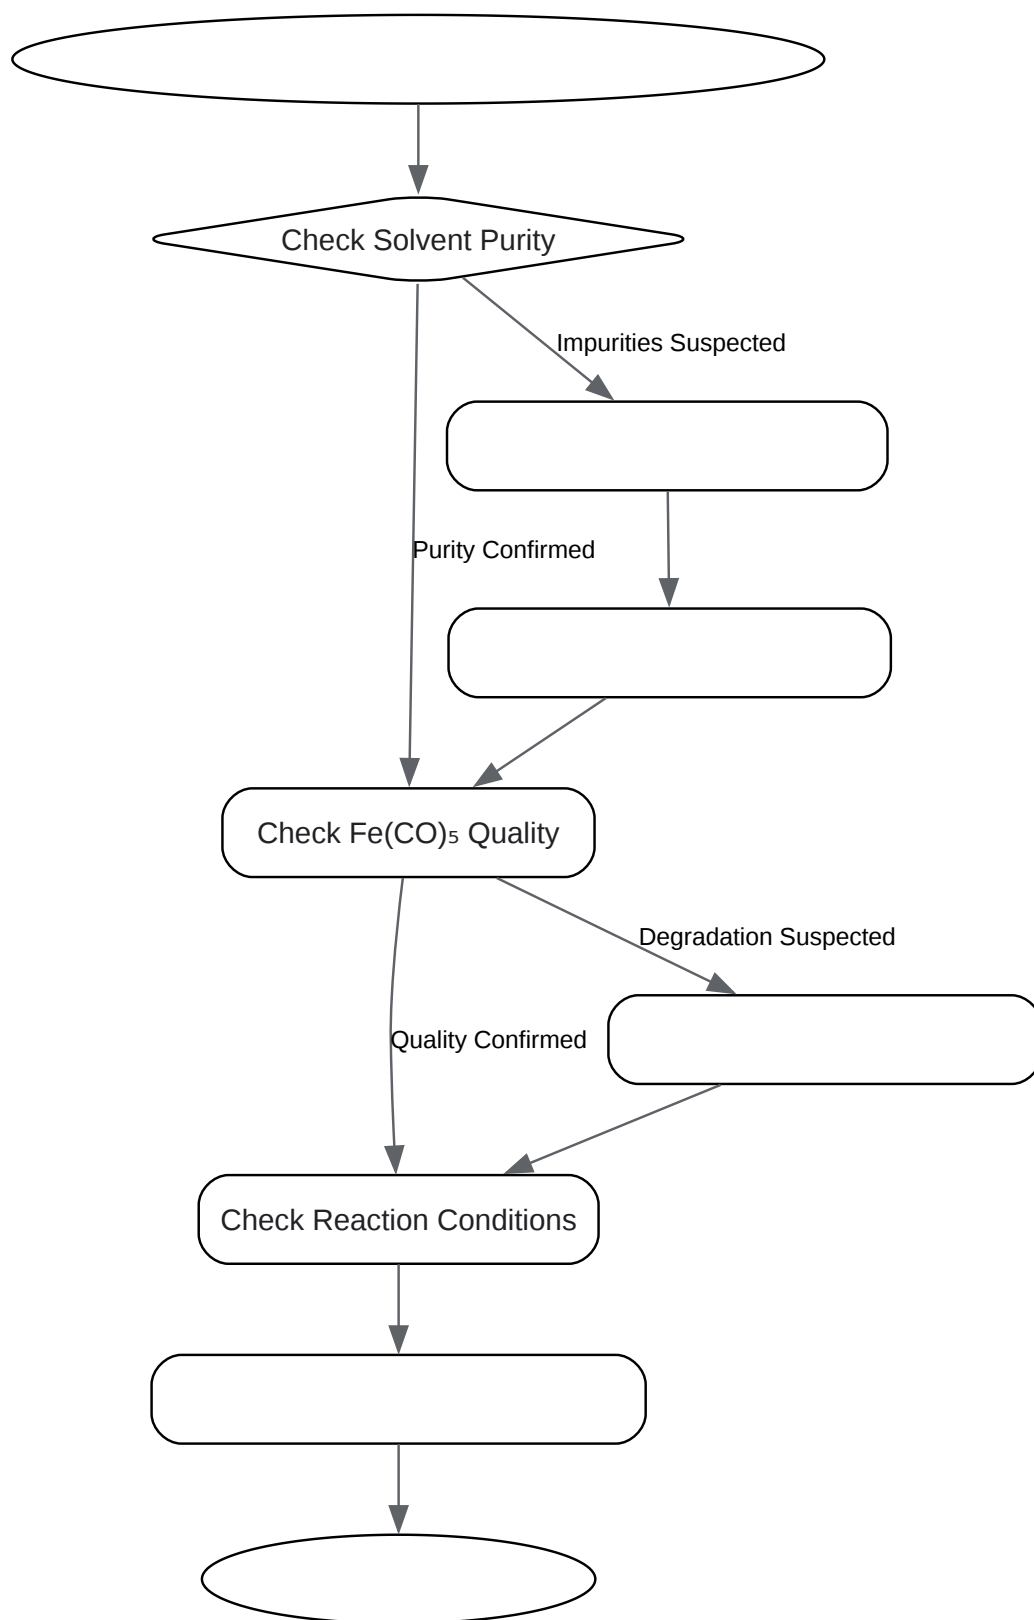 Check Solvent Purity
Impurities Suspected
Purity Confirmed
Check Fe(CO)₅ Quality
Degradation Suspected
Quality Confirmed
Check Reaction Conditions